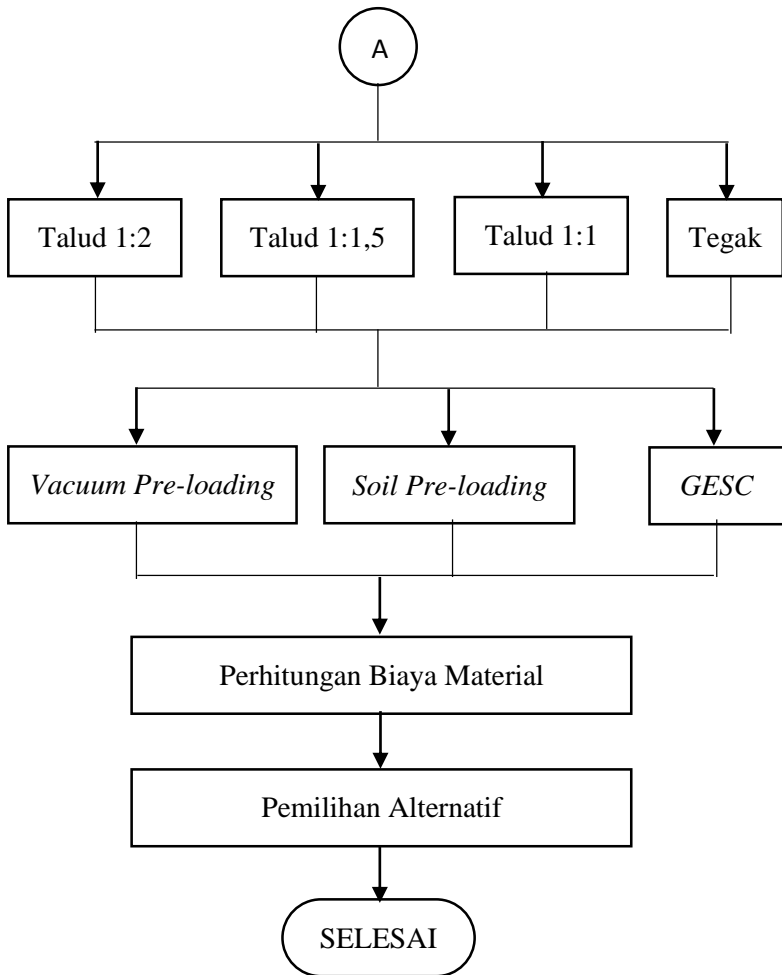 A
Talud 1:2
Talud 1:1,5
Talud 1:1
Tegak
Vacuum Pre-loading
Soil Pre-loading
GESC
Perhitungan Biaya Material
Pemilihan Alternatif
SELESAI